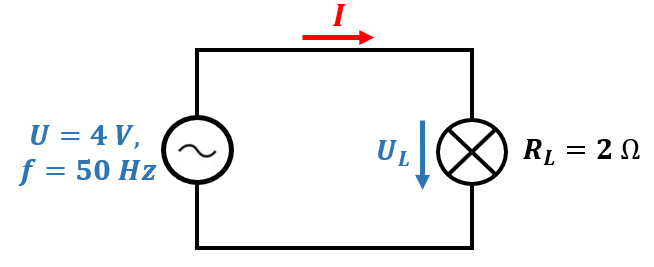 I
U = 4 V,
f = 50 Hz
U_L
R_L = 2 Ω